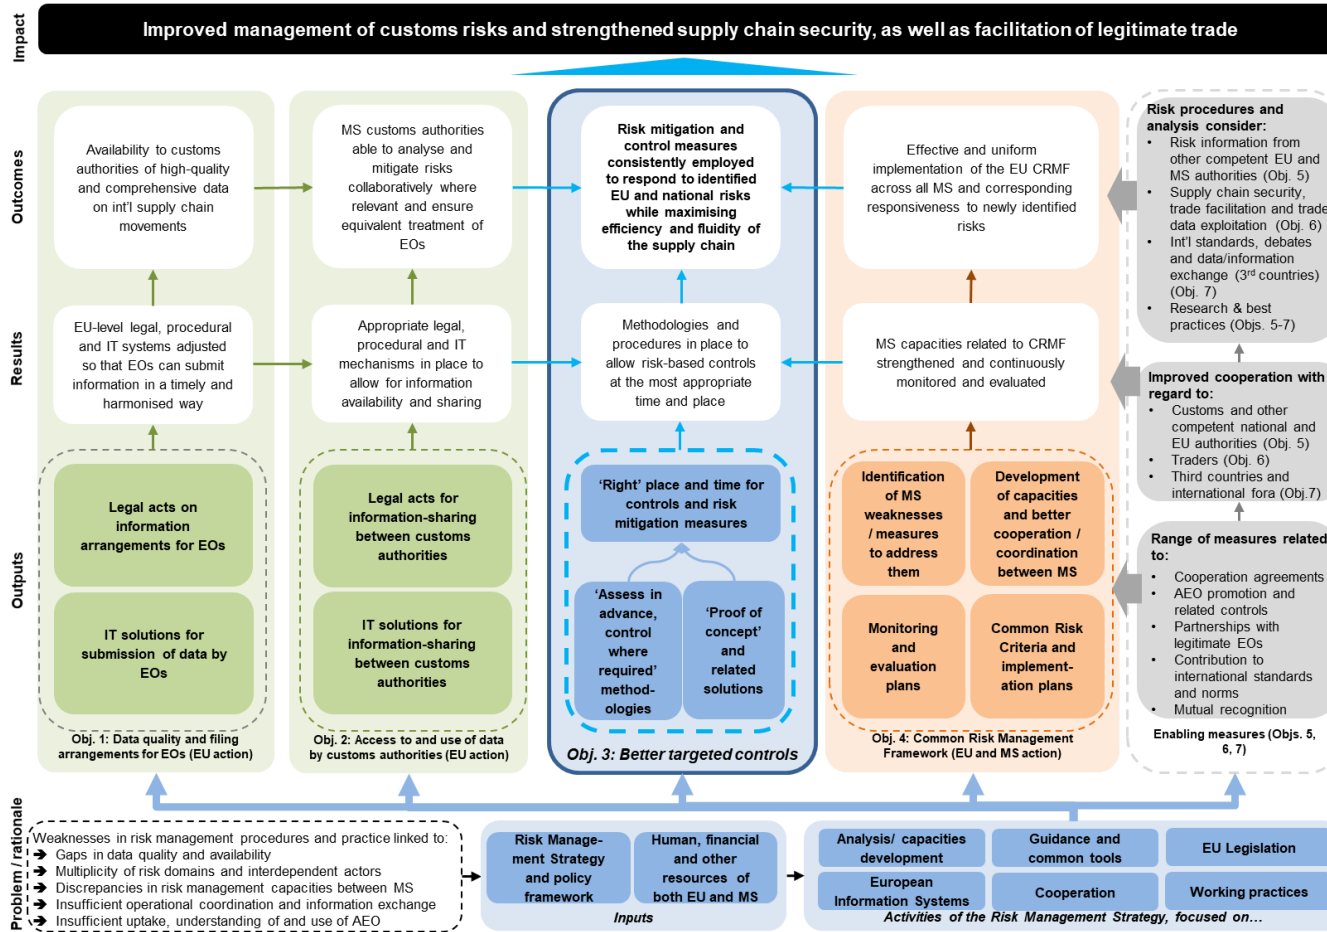 Impact
Improved management of customs risks and strengthened supply chain security, as well as facilitation of legitimate trade
Outcomes
Availability to customs
authorities of high-quality
and comprehensive data
on int'l supply chain
movements
MS customs authorities
able to analyse and
mitigate risks
collaboratively where
relevant and ensure
equivalent treatment of
EOs
Risk mitigation and
control measures
consistently employed
to respond to identified
EU and national risks
while maximising
efficiency and fluidity of
the supply chain
Effective and uniform
implementation of the EU CRMF
across all MS and corresponding
responsiveness to newly identified
risks
Risk procedures and
analysis consider:
• Risk information from
other competent EU and
MS authorities (Obj. 5)
• Supply chain security,
trade facilitation and trade
data exploitation (Obj. 6)
• Int'l standards, debates
and data/information
exchange (3rd countries)
(Obj. 7)
• Research & best
practices (Objs. 5-7)
Results
EU-level legal, procedural
and IT systems adjusted
so that EOs can submit
information in a timely and
harmonised way
Appropriate legal,
procedural and IT
mechanisms in place to
allow for information
availability and sharing
Methodologies and
procedures in place to
allow risk-based controls
at the most appropriate
time and place
MS capacities related to CRMF
strengthened and continuously
monitored and evaluated
Improved cooperation with
regard to:
• Customs and other
competent national and
EU authorities (Obj. 5)
• Traders (Obj. 6)
• Third countries and
international fora (Obj.7)
Outputs
Legal acts on
information
arrangements for EOs
IT solutions for
submission of data by
EOs
Legal acts for
information-sharing
between customs
authorities
IT solutions for
information-sharing
between customs
authorities
'Right' place and time for
controls and risk
mitigation measures
'Assess in
advance,
control
where
required'
method-
ologies
'Proof of
concept' and
related
solutions
Identification
of MS
weaknesses
/ measures
to address
them
Development
of capacities
and better
cooperation /
coordination
between MS
Monitoring
and
evaluation
plans
Common Risk
Criteria and
implement-
ation plans
Range of measures related
to:
• Cooperation agreements
• AEO promotion and
related controls
• Partnerships with
legitimate EOs
• Contribution to
international standards
and norms
• Mutual recognition
Obj. 1: Data quality and filing
arrangements for EOs (EU action)
Obj. 2: Access to and use of data
by customs authorities (EU action)
Obj. 3: Better targeted controls
Obj. 4: Common Risk Management
Framework (EU and MS action)
Enabling measures (Objs. 5,
6, 7)
Problem / rationale
Weaknesses in risk management procedures and practice linked to:
➔ Gaps in data quality and availability
➔ Multiplicity of risk domains and interdependent actors
➔ Discrepancies in risk management capacities between MS
➔ Insufficient operational coordination and information exchange
➔ Insufficient uptake, understanding of and use of AEO
Risk Manage-
ment Strategy
and policy
framework
Human, financial
and other
resources of
both EU and MS
Inputs
Analysis/ capacities
development
Guidance and
common tools
EU Legislation
European
Information Systems
Cooperation
Working practices
Activities of the Risk Management Strategy, focused on…